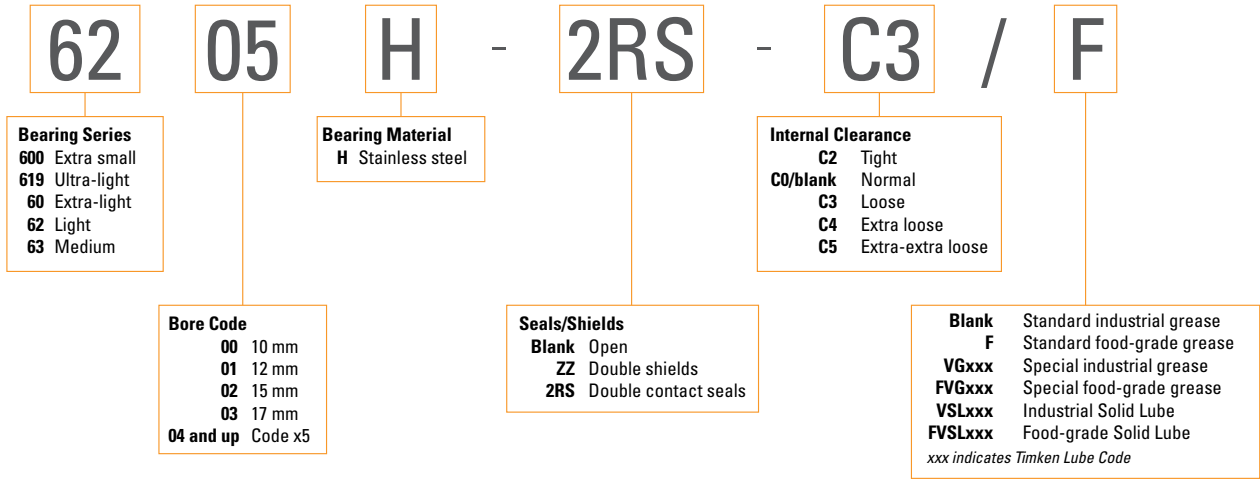 62 05 H - 2RS - C3 / F
Bearing Series
600 Extra small
619 Ultra-light
60 Extra-light
62 Light
63 Medium
Bearing Material
H Stainless steel
Internal Clearance
C2 Tight
C0/blank Normal
C3 Loose
C4 Extra loose
C5 Extra-extra loose
Bore Code
00 10 mm
01 12 mm
02 15 mm
03 17 mm
04 and up Code x5
Seals/Shields
Blank Open
ZZ Double shields
2RS Double contact seals
Blank Standard industrial grease
F Standard food-grade grease
VGxxx Special industrial grease
FVGxxx Special food-grade grease
VSLxxx Industrial Solid Lube
FVSLxxx Food-grade Solid Lube
xxx indicates Timken Lube Code